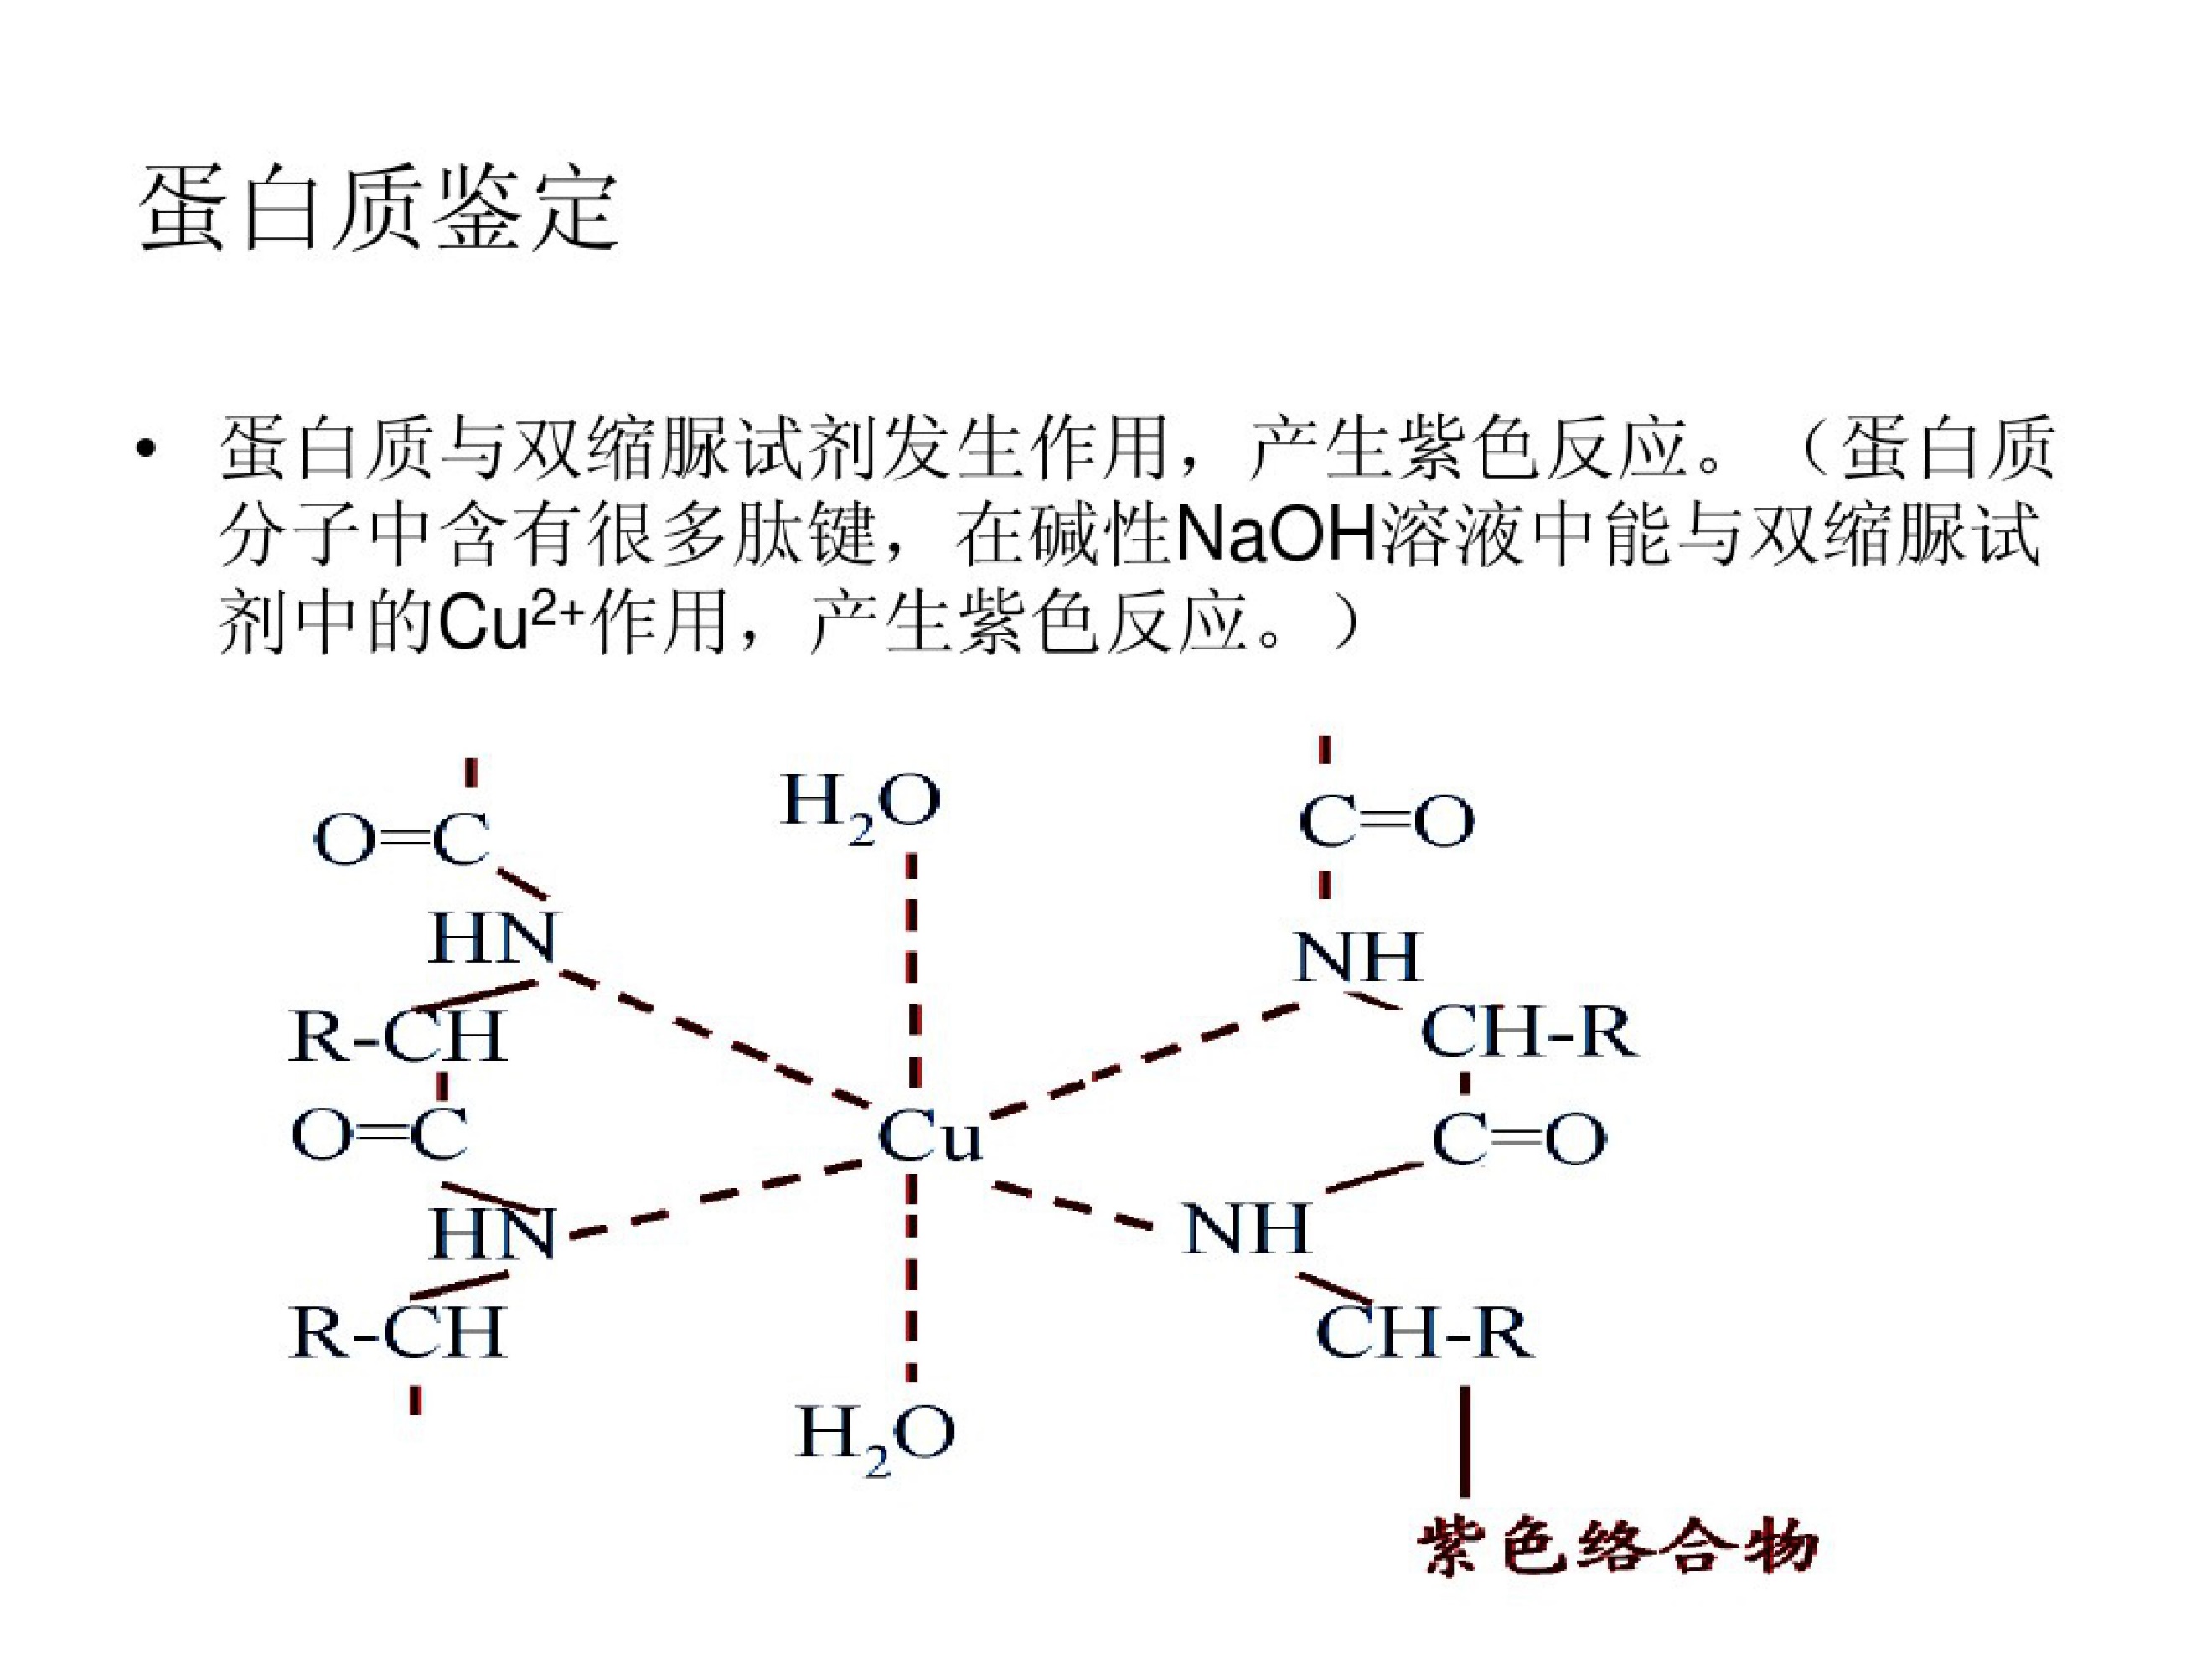 蛋白质鉴定
• 蛋白质与双缩脲试剂发生作用，产生紫色反应。（蛋白质
分子中含有很多肽键，在碱性NaOH溶液中能与双缩脲试
剂中的Cu²⁺作用，产生紫色反应。）
H₂O
C=O
O=C
HN
NH
R-CH
CH-R
O=C
Cu
C=O
HN
NH
R-CH
CH-R
H₂O
紫色络合物